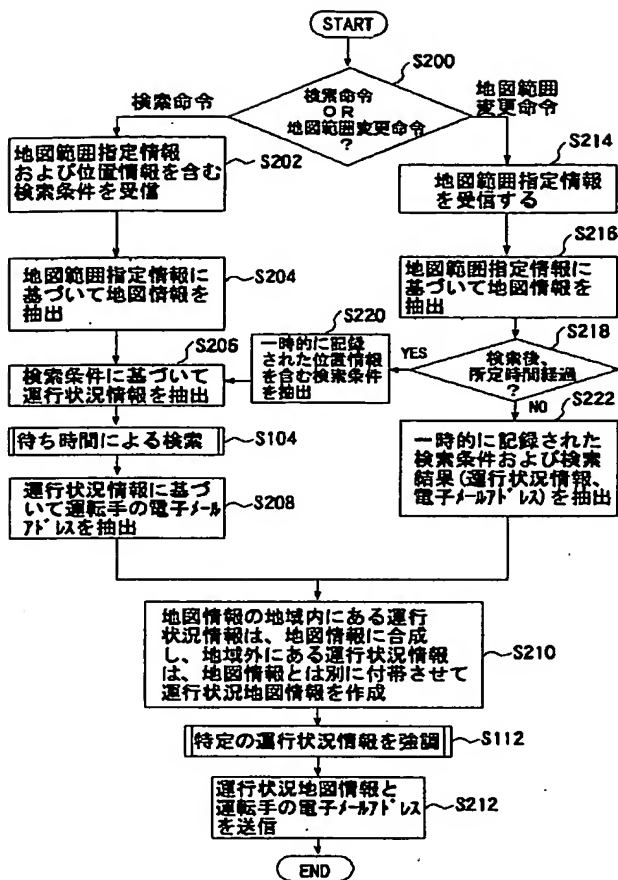 START
S200
検索命令
OR
地図範囲変更命令
?
検索命令
地図範囲
変更命令
地図範囲指定情報
および位置情報を含む
検索条件を受信
S202
S214
地図範囲指定情報
を受信する
地図範囲指定情報に
基づいて地図情報を
抽出
S204
S216
地図範囲指定情報に
基づいて地図情報を
抽出
S218
検索後、
所定時間経過
?
YES
NO
S220
一時的に記録
された位置情報
を含む検索条件
を抽出
S206
検索条件に基づいて
運行状況情報を抽出
待ち時間による検索
S104
運行状況情報に基づ
いて運転手の電子メール
アドレスを抽出
S208
S222
一時的に記録された
検索条件および検索
結果(運行状況情報、
電子メールアドレス)を抽出
地図情報の地域内にある運行
状況情報は、地図情報に合成
し、地域外にある運行状況情報
は、地図情報とは別に付帯させて
運行状況地図情報を作成
S210
特定の運行状況情報を強調
S112
運行状況地図情報と
運転手の電子メールアドレス
を送信
S212
END